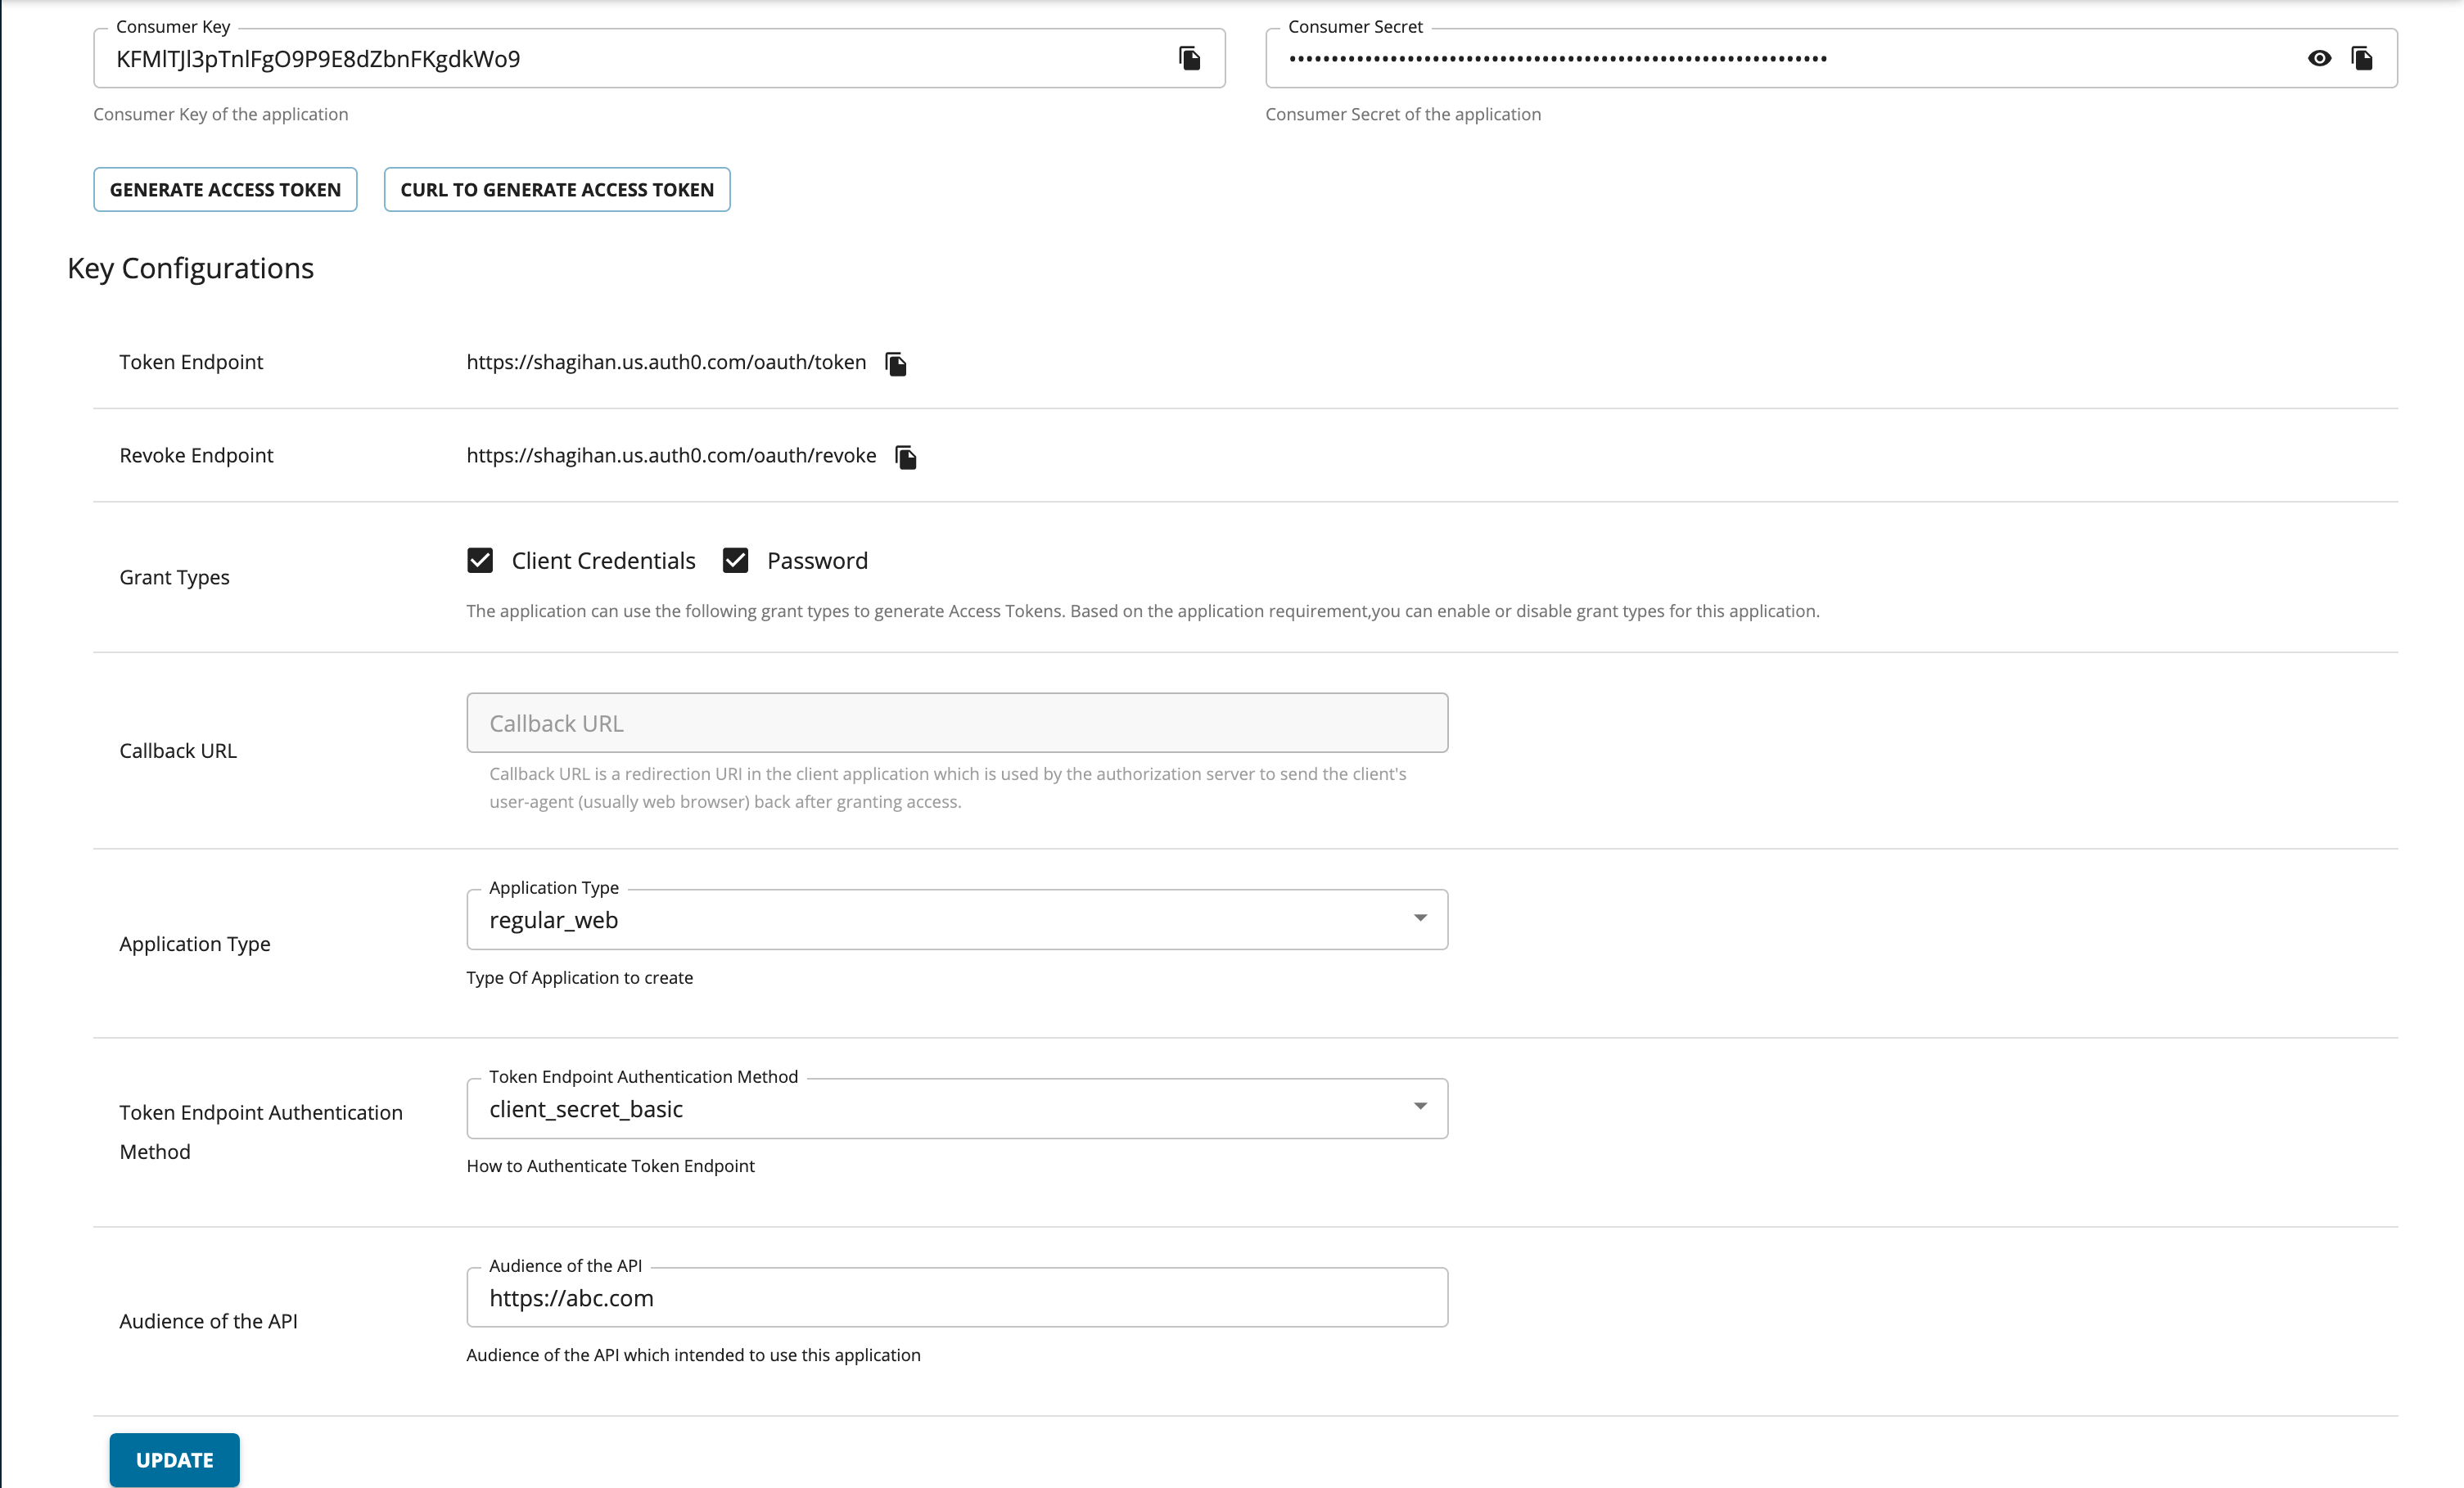 Consumer Key
KFMlTJl3pTnlFgO9P9E8dZbnFKgdkWo9
Consumer Key of the application
Consumer Secret
••••••••••••••••••••••••••••••••••••••••••••••••••••••••••••••••
Consumer Secret of the application
GENERATE ACCESS TOKEN
CURL TO GENERATE ACCESS TOKEN
Key Configurations
Token Endpoint
https://shagihan.us.auth0.com/oauth/token
Revoke Endpoint
https://shagihan.us.auth0.com/oauth/revoke
Grant Types
Client Credentials
Password
The application can use the following grant types to generate Access Tokens. Based on the application requirement,you can enable or disable grant types for this application.
Callback URL
Callback URL
Callback URL is a redirection URI in the client application which is used by the authorization server to send the client's
user-agent (usually web browser) back after granting access.
Application Type
Application Type
regular_web
Type Of Application to create
Token Endpoint Authentication
Method
Token Endpoint Authentication Method
client_secret_basic
How to Authenticate Token Endpoint
Audience of the API
Audience of the API
https://abc.com
Audience of the API which intended to use this application
UPDATE